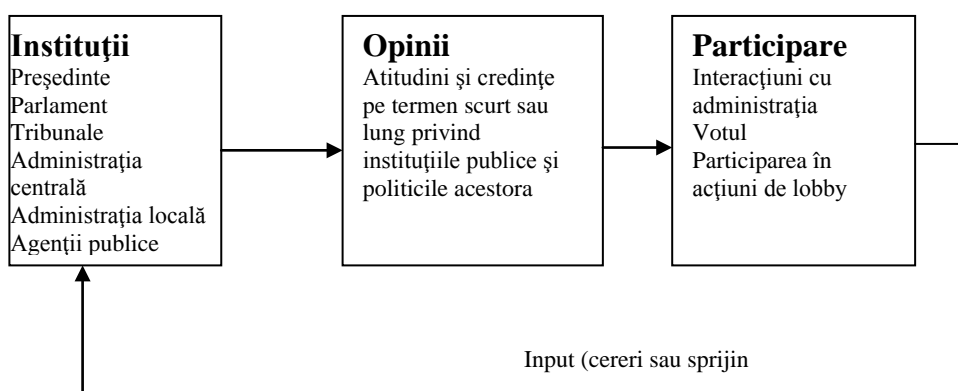 Instituţii
Preşedinte
Parlament
Tribunale
Administraţia
centrală
Administraţia locală
Agenţii publice
Opinii
Atitudini şi credinţe
pe termen scurt sau
lung privind
instituţiile publice şi
politicile acestora
Participare
Interacţiuni cu
administraţia
Votul
Participarea în
acţiuni de lobby
Input (cereri sau sprijin